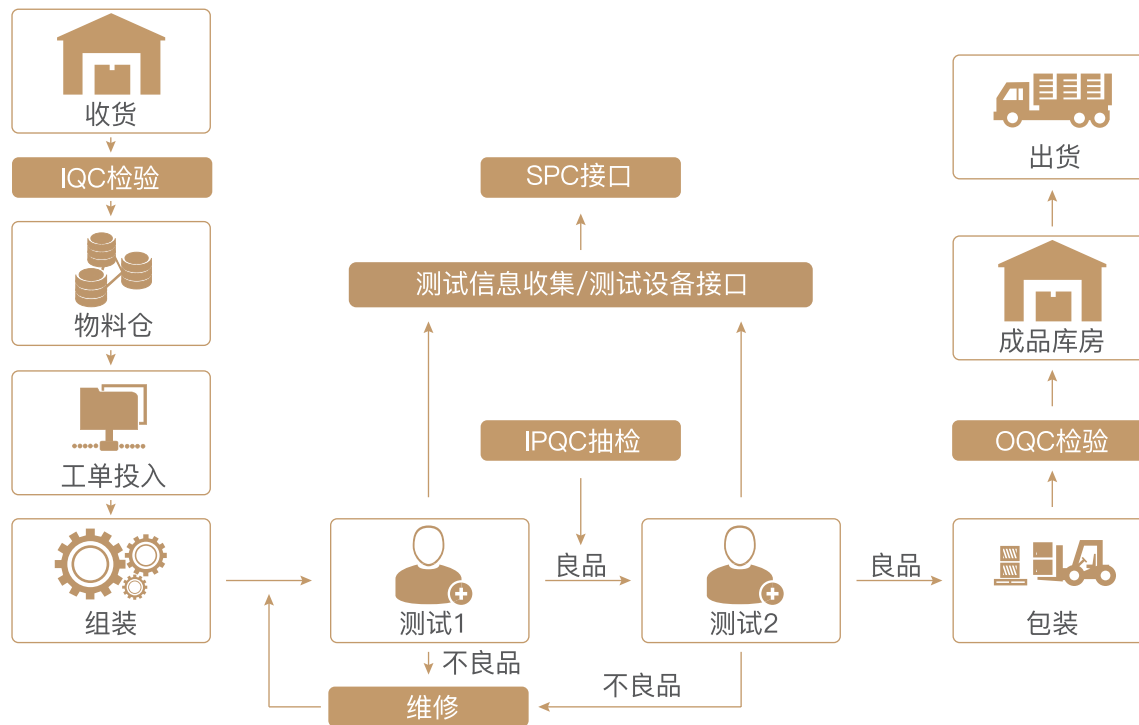 收货
IQC检验
物料仓
工单投入
组装
SPC接口
测试信息收集/测试设备接口
IPQC抽检
测试1
良品
测试2
良品
不良品
不良品
维修
出货
成品库房
OQC检验
包装